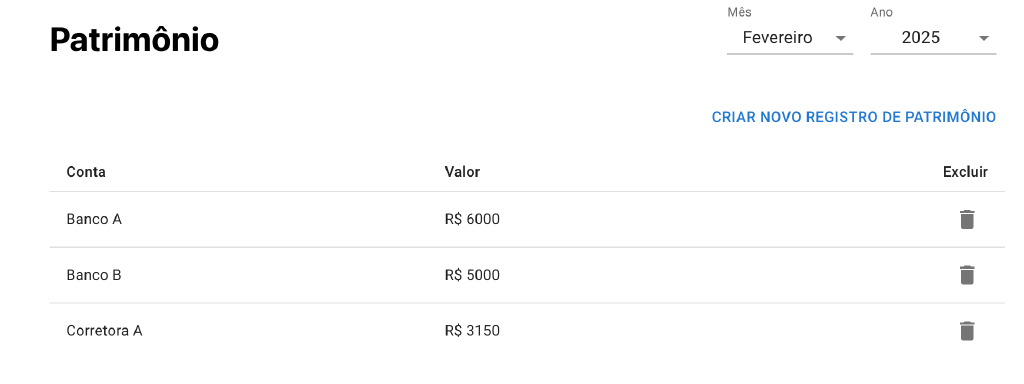 Patrimônio
Mês
Ano
Fevereiro
2025
CRIAR NOVO REGISTRO DE PATRIMÔNIO
Conta Valor Excluir
Banco A R$ 6000
Banco B R$ 5000
Corretora A R$ 3150